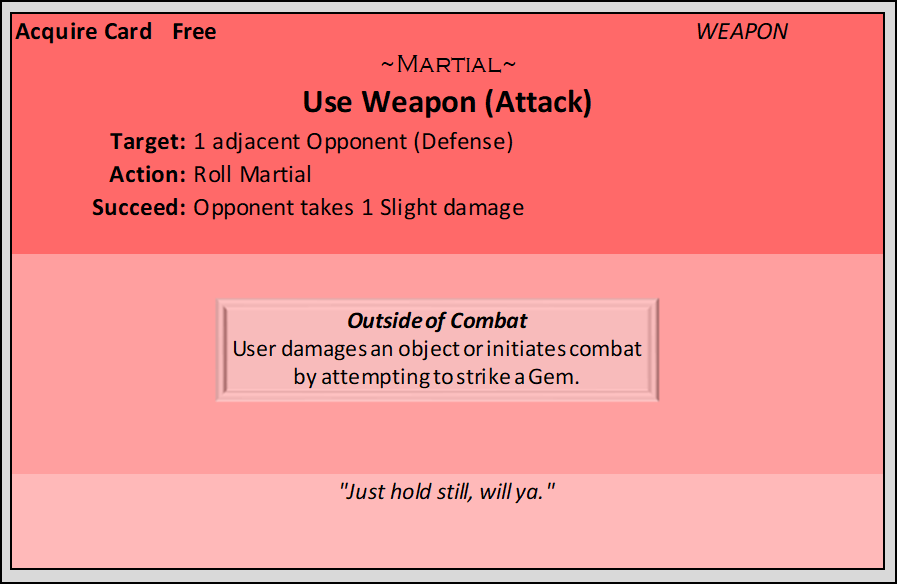 Acquire Card Free WEAPON
~MARTIAL~
Use Weapon (Attack)
Target: 1 adjacent Opponent (Defense)
Action: Roll Martial
Succeed: Opponent takes 1 Slight damage
Outside of Combat
User damages an object or initiates combat
by attempting to strike a Gem.
"Just hold still, will ya."